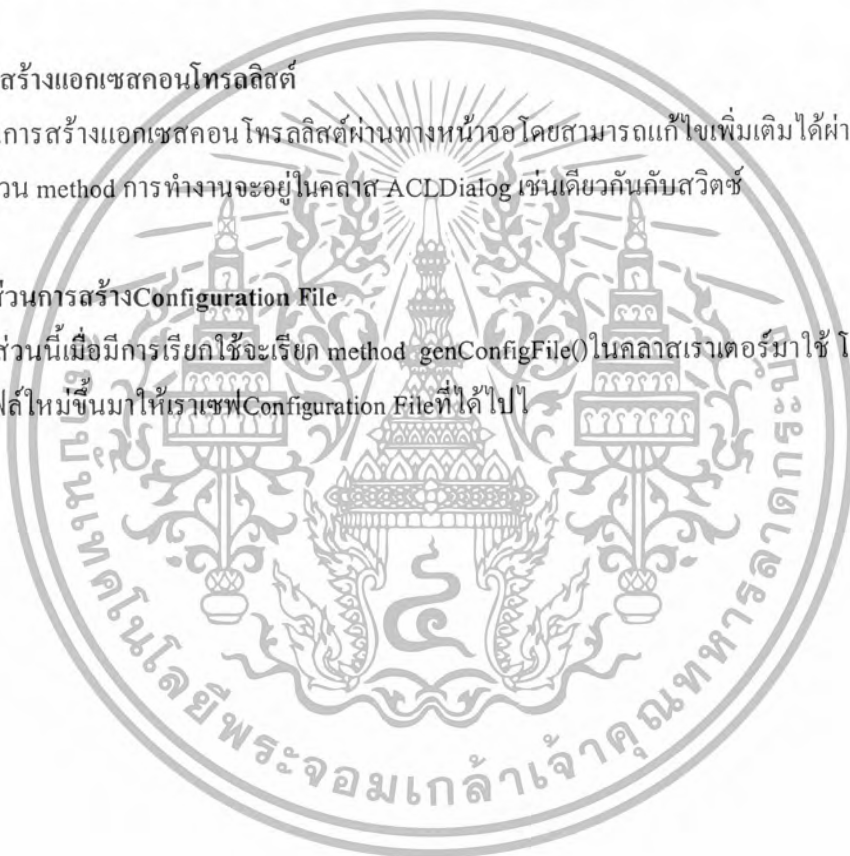 สร้างแอกเซสคอนโทรลลิสต์
การสร้างแอกเซสคอนโทรลลิสต์ผ่านทางหน้าจอโดยสามารถแก้ไขเพิ่มเติมได้ผ่า
วน method การทำงานจะอยู่ในคลาส ACLDialog เช่นเดียวกันกับสวิตซ์
ส่วนการสร้างConfiguration File
ส่วนนี้เมื่อมีการเรียกใช้จะเรียก method genConfigFile()ในคลาสเราเตอร์มาใช้ โ
ฟล์ใหม่ขึ้นมาให้เราเซฟConfiguration Fileที่ได้ไป
สถาบันเทคโนโลยีพระจอมเกล้าเจ้าคุณทหารลาดกระบัง